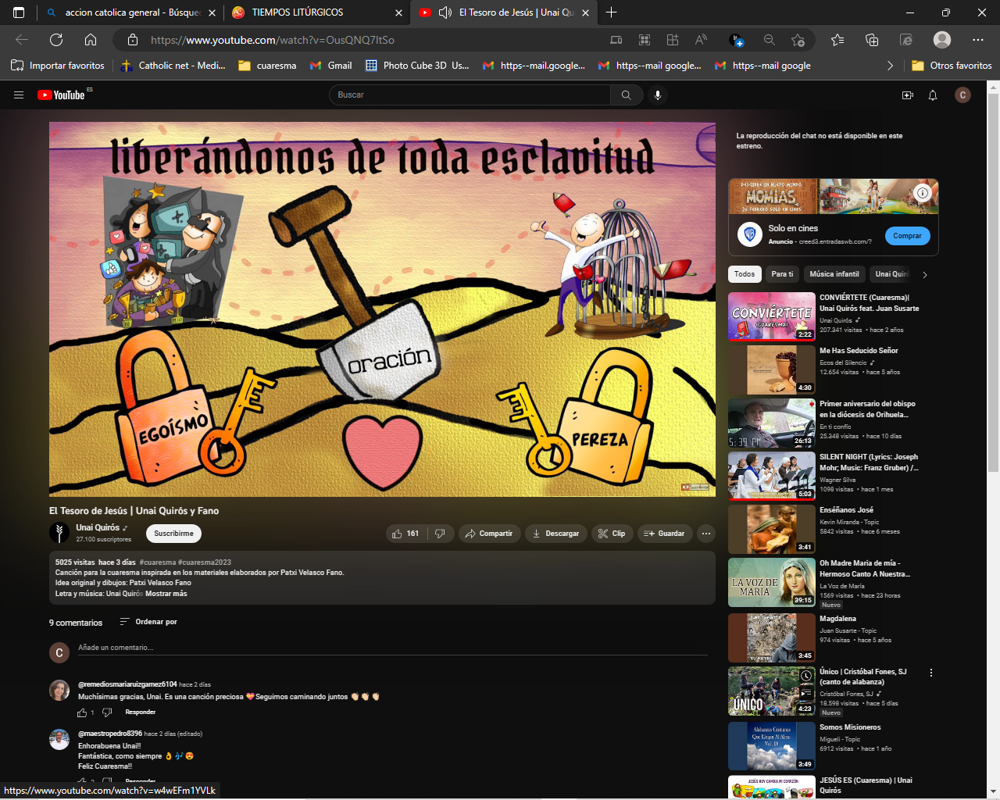 accion catolica general - Búsqued
TIEMPOS LITÚRGICOS
El Tesoro de Jesús | Unai Qui
https://www.youtube.com/watch?v=OusQNQ7ItSo
Importar favoritos
Catholic net - Medi...
cuaresma
Gmail
Photo Cube 3D Us...
https--mail.google...
https--mail google...
https--mail google
Otros favoritos
YouTube ES
Buscar
C
liberándonos de toda esclavitud
oración
EGOÍSMO
PEREZA
El Tesoro de Jesús | Unai Quirós y Fano
Unai Quirós
27.100 suscriptores
Suscribirme
161
Compartir
Descargar
Clip
Guardar
5025 visitas hace 3 días #cuaresma #cuaresma2023
Canción para la cuaresma inspirada en los materiales elaborados por Patxi Velasco Fano.
Idea original y dibujos: Patxi Velasco Fano
Letra y música: Unai Quirós Mostrar más
9 comentarios
Ordenar por
C
Añade un comentario...
@remediosmariaruizgamez6104 hace 2 días
Muchísimas gracias, Unai. Es una canción preciosa 💝Seguimos caminando juntos 👏🏻👏🏻👏🏻
1
Responder
@maestropedro8396 hace 2 días (editado)
Enhorabuena Unai!!
Fantástica, como siempre 👌🎶😍
Feliz Cuaresma!!
2
Responder
https://www.youtube.com/watch?v=w4wEFm1YVLk
La reproducción del chat no está disponible en este
estreno.
DESCUBRE UN NUEVO MUNDO
MOMIAS
24 FEBRERO SOLO EN CINES
Solo en cines
Anuncio - creed3.entradaswb.com/?
Comprar
Todos
Para ti
Música infantil
Unai Quiró
CONVIÉRTETE
¡CUARESMA!
2:22
CONVIÉRTETE (Cuaresma)|
Unai Quirós feat. Juan Susarte
Unai Quirós
207.341 visitas • hace 2 años
4:30
Me Has Seducido Señor
Ecos del Silencio
12.654 visitas • hace 5 años
5:39 PM
26:13
Primer aniversario del obispo
en la diócesis de Orihuela...
En ti confío
25.348 visitas • hace 10 días
5:03
SILENT NIGHT (Lyrics: Joseph
Mohr; Music: Franz Gruber) /...
Wagner Silva
1098 visitas • hace 1 mes
3:41
Enséñanos José
Kevin Miranda - Topic
5842 visitas • hace 6 meses
LA VOZ DE
MARIA
39:15
Oh Madre Maria de mía -
Hermoso Canto A Nuestra...
La Voz de María
1569 visitas • hace 23 horas
Nuevo
3:45
Magdalena
Juan Susarte - Topic
974 visitas • hace 5 años
ÚNICO
4:23
Único | Cristóbal Fones, SJ
(canto de alabanza)
Cristóbal Fones, SJ
18.598 visitas • hace 5 días
Nuevo
Alabanzas Cristianas
Que Llegan Al Alma
Vol. 18
3:49
Somos Misioneros
Migueli - Topic
6912 visitas • hace 1 año
JESÚS HOY CAMBIA MI CORAZÓN
JESÚS ES (Cuaresma) | Unai
Quirós